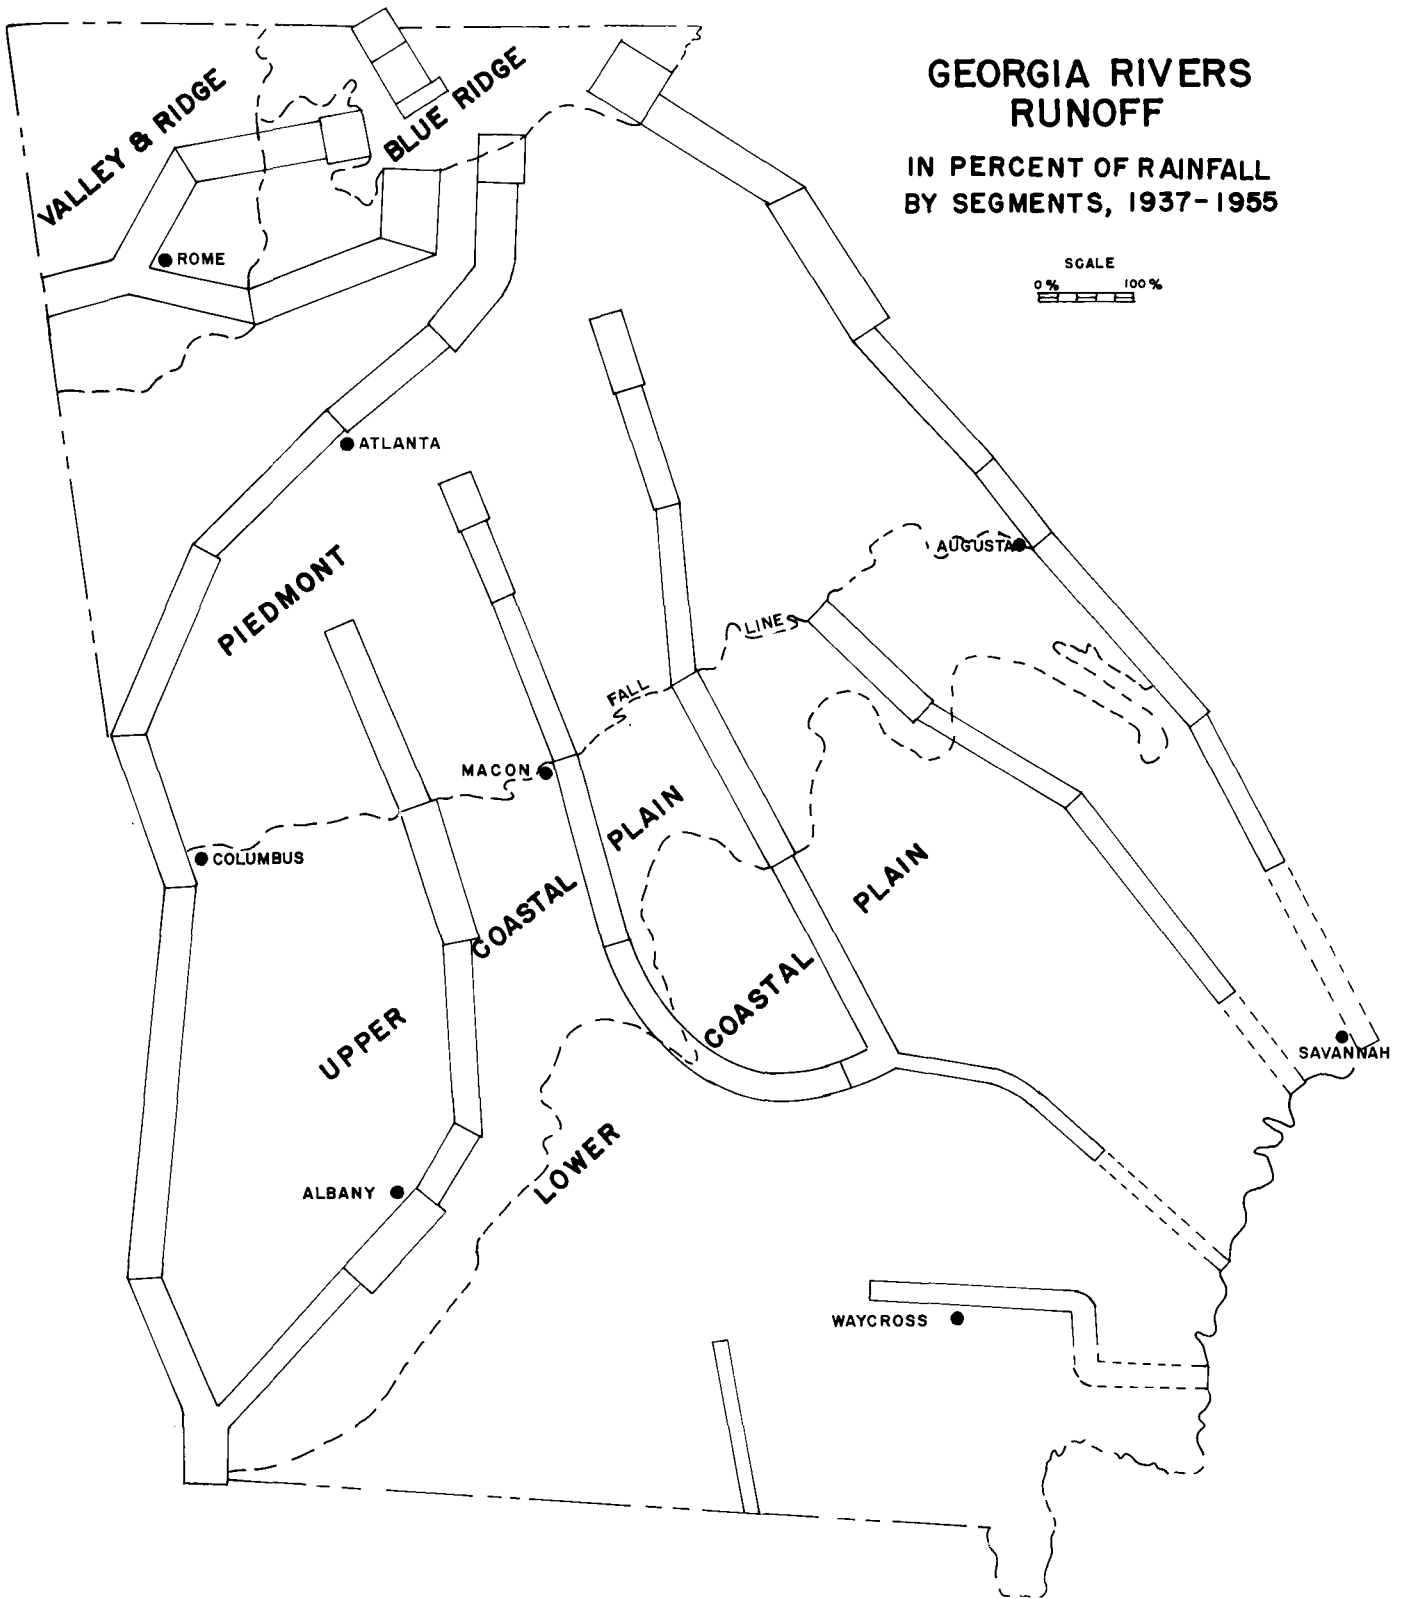 GEORGIA RIVERS
RUNOFF
IN PERCENT OF RAINFALL
BY SEGMENTS, 1937-1955
SCALE
0% 100%
VALLEY & RIDGE
BLUE RIDGE
ROME
ATLANTA
PIEDMONT
AUGUSTA
FALL LINE
MACON
COLUMBUS
UPPER COASTAL PLAIN
LOWER COASTAL PLAIN
SAVANNAH
ALBANY
WAYCROSS